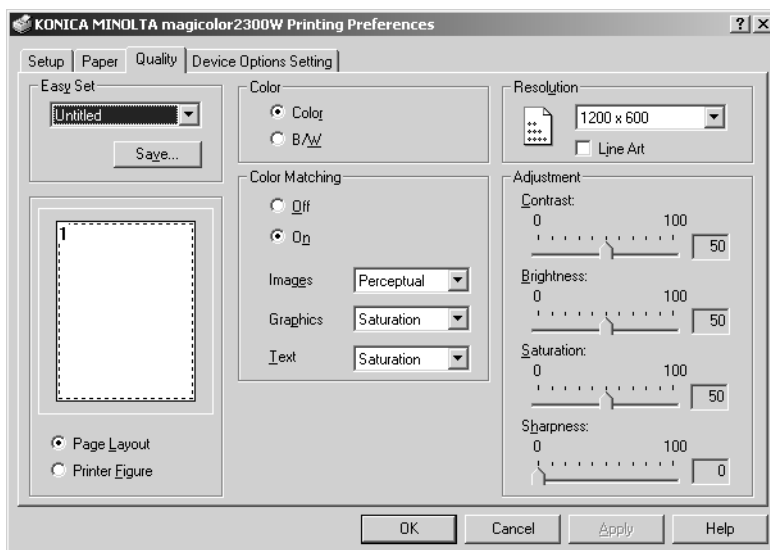 KONICA MINOLTA magicolor2300W Printing Preferences
Setup
Paper
Quality
Device Options Setting
Easy Set
Untitled
Save...
1
Page Layout
Printer Figure
Color
Color
B/W
Color Matching
Off
On
Images
Perceptual
Graphics
Saturation
Text
Saturation
Resolution
1200 x 600
Line Art
Adjustment
Contrast:
0 100
50
Brightness:
0 100
50
Saturation:
0 100
50
Sharpness:
0 100
0
OK
Cancel
Apply
Help